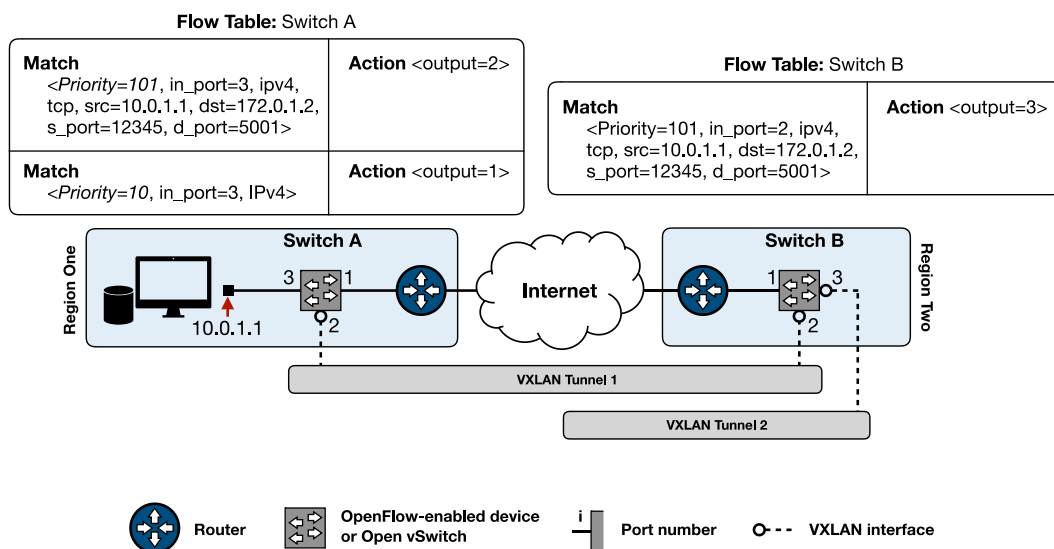 Flow Table: Switch A
Match
<Priority=101, in_port=3, ipv4,
tcp, src=10.0.1.1, dst=172.0.1.2,
s_port=12345, d_port=5001>
Action <output=2>
Match
<Priority=10, in_port=3, IPv4>
Action <output=1>
Flow Table: Switch B
Match
<Priority=101, in_port=2, ipv4,
tcp, src=10.0.1.1, dst=172.0.1.2,
s_port=12345, d_port=5001>
Action <output=3>
Region One
Switch A
3
1
2
10.0.1.1
Internet
Switch B
1
3
2
Region Two
VXLAN Tunnel 1
VXLAN Tunnel 2
Router
OpenFlow-enabled device
or Open vSwitch
i
Port number
VXLAN interface